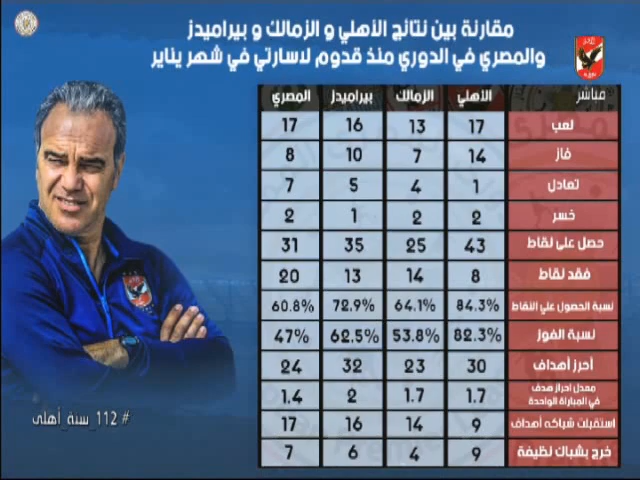 مقارنة بين نتائج الأهلي و الزمالك و بيراميدز
والمصري في الدوري منذ قدوم لاسارتي في شهر يناير
مباشر
الأهلي الزمالك بيراميدز المصري
لعب 17 13 16 17
فاز 14 7 10 8
تعادل 1 4 5 7
خسر 2 2 1 2
حصل على نقاط 43 25 35 31
فقد نقاط 8 14 13 20
نسبة الحصول علي النقاط 84.3% 64.1% 72.9% 60.8%
نسبة الفوز 82.3% 53.8% 62.5% 47%
أحرز أهداف 30 23 32 24
معدل احراز هدف
في المباراة الواحدة 1.7 1.7 2 1.4
استقبلت شباكه أهداف 9 14 16 17
خرج بشباك نظيفة 9 4 6 7
# 112_سنة_أهلى